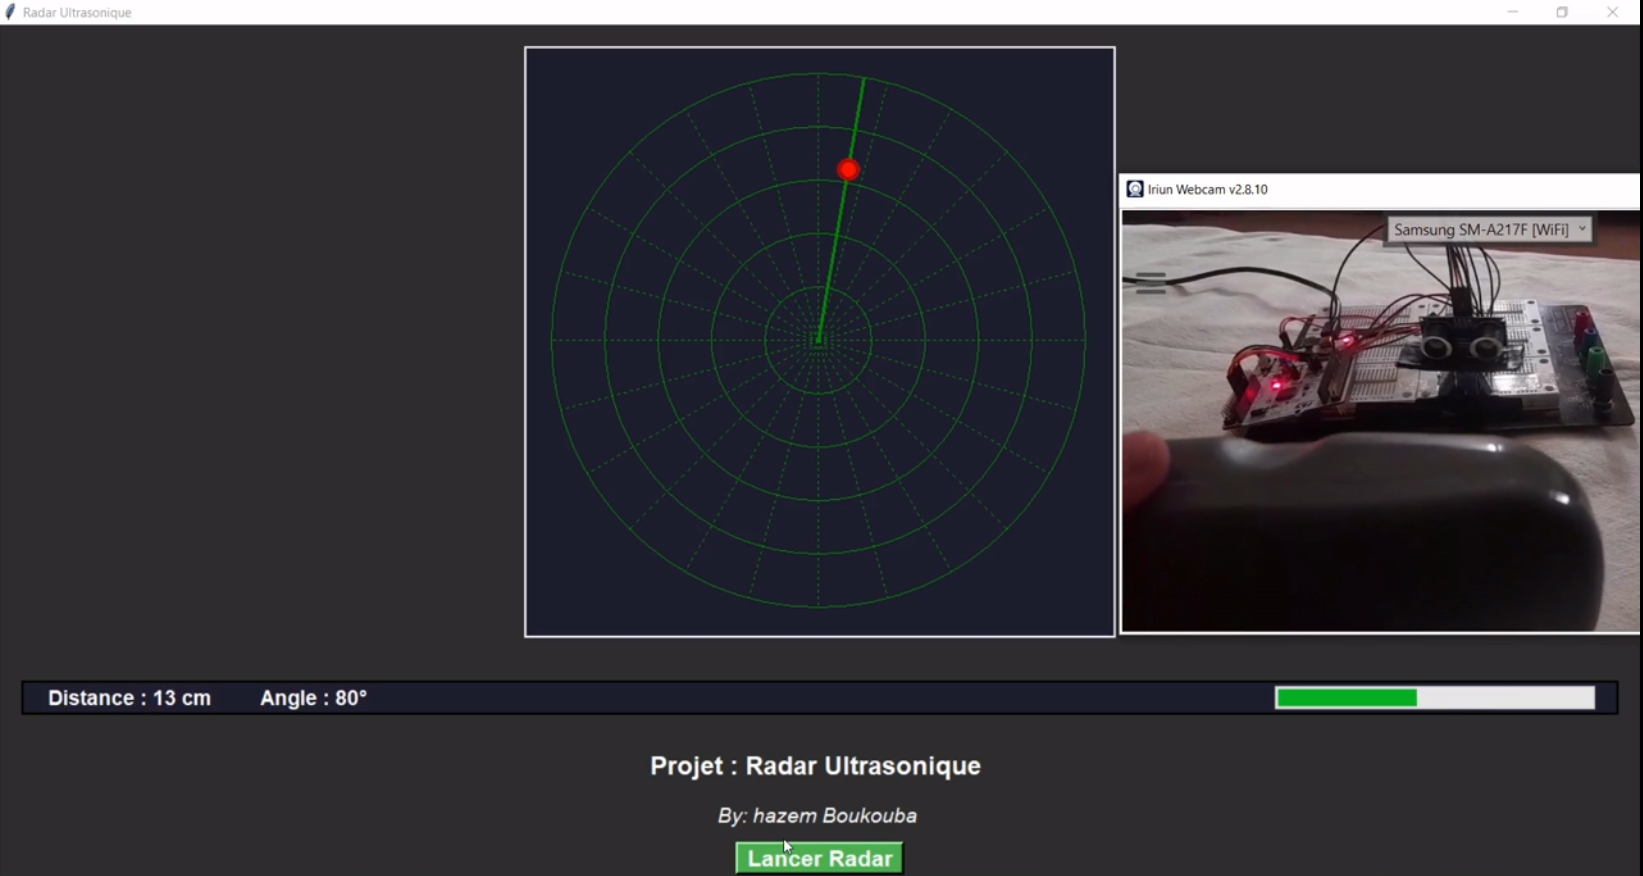 Radar Ultrasonique
Iriun Webcam v2.8.10
Samsung SM-A217F [WiFi]
Distance : 13 cm
Angle : 80°
Projet : Radar Ultrasonique
By: hazem Boukouba
Lancer Radar